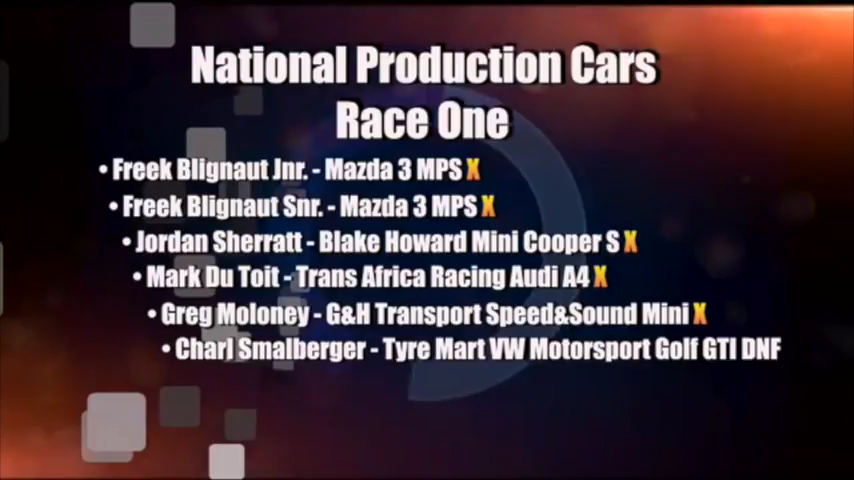 National Production Cars
Race One
• Freek Blignaut Jnr. - Mazda 3 MPS X
• Freek Blignaut Snr. - Mazda 3 MPS X
• Jordan Sherratt - Blake Howard Mini Cooper S X
• Mark Du Toit - Trans Africa Racing Audi A4 X
• Greg Moloney - G&H Transport Speed&Sound Mini X
• Charl Smalberger - Tyre Mart VW Motorsport Golf GTI DNF